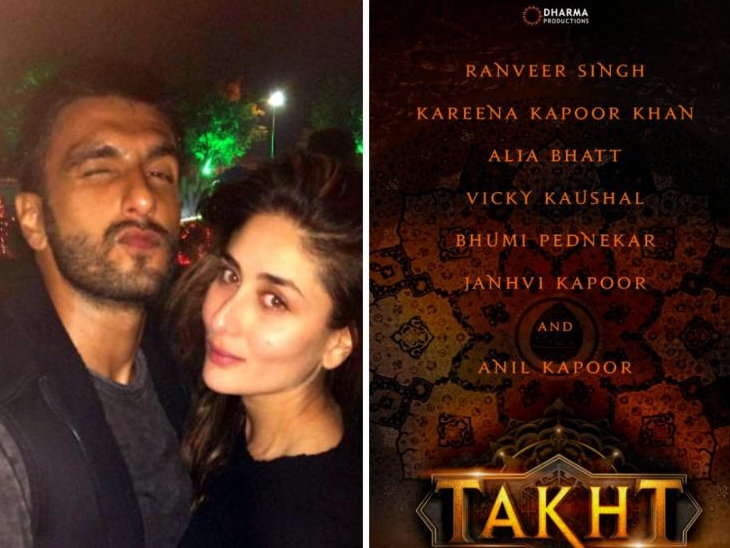 DHARMA
PRODUCTIONS
RANVEER SINGH
KAREENA KAPOOR KHAN
ALIA BHATT
VICKY KAUSHAL
BHUMI PEDNEKAR
JANHVI KAPOOR
AND
ANIL KAPOOR
TAKHT